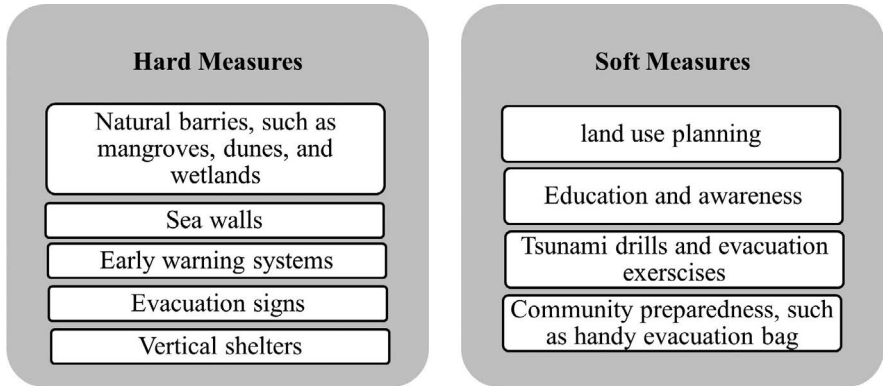 Hard Measures
Natural barries, such as
mangroves, dunes, and
wetlands
Sea walls
Early warning systems
Evacuation signs
Vertical shelters
Soft Measures
land use planning
Education and awareness
Tsunami drills and evacuation
exerscises
Community preparedness, such
as handy evacuation bag